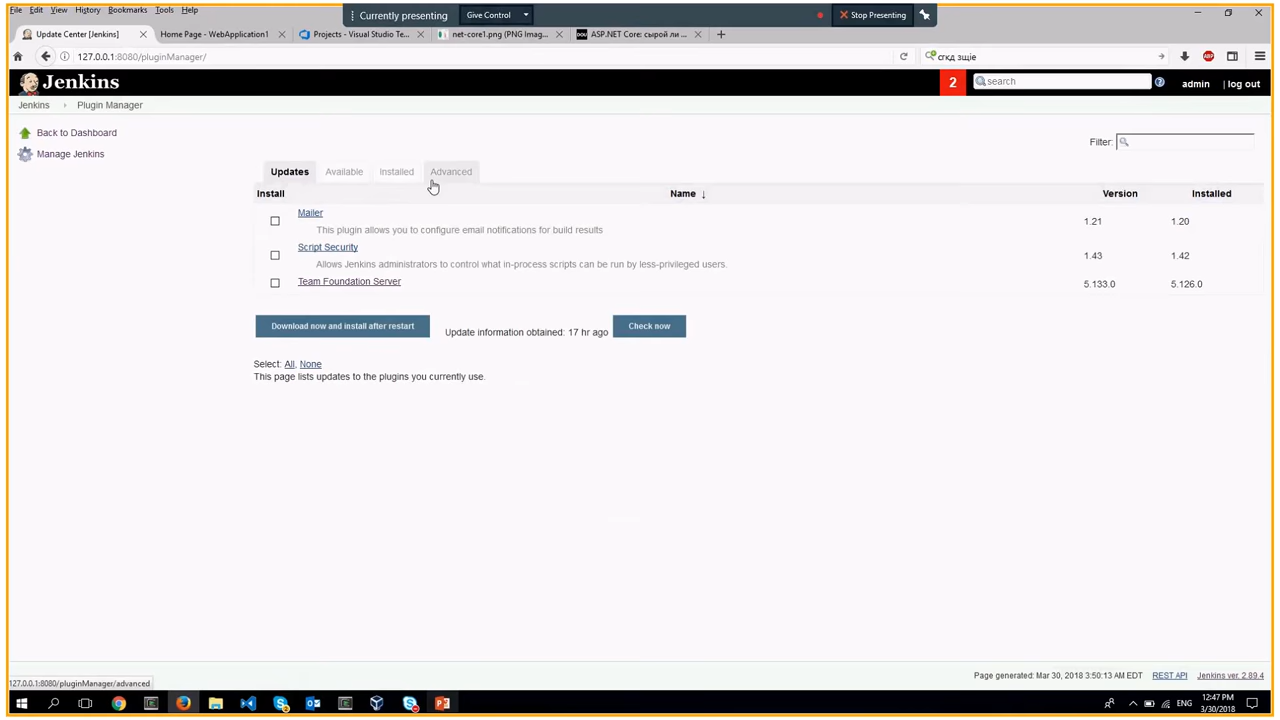 File Edit View History Bookmarks Tools Help
Currently presenting Give Control Stop Presenting
Update Center [Jenkins] Home Page - WebApplication1 Projects - Visual Studio Te... net-core1.png (PNG Imag... DOU ASP.NET Core: сырой ли ...
127.0.0.1:8080/pluginManager/ сгкд зщіе
ABP
Jenkins 2 search admin | log out
Jenkins Plugin Manager
Back to Dashboard
Manage Jenkins
Filter:
Updates Available Installed Advanced
Install Name ↓ Version Installed
Mailer
This plugin allows you to configure email notifications for build results
1.21 1.20
Script Security
Allows Jenkins administrators to control what in-process scripts can be run by less-privileged users.
1.43 1.42
Team Foundation Server 5.133.0 5.126.0
Download now and install after restart Update information obtained: 17 hr ago Check now
Select: All, None
This page lists updates to the plugins you currently use.
Page generated: Mar 30, 2018 3:50:13 AM EDT REST API Jenkins ver. 2.89.4
127.0.0.1:8080/pluginManager/advanced
ENG 12:47 PM
3/30/2018